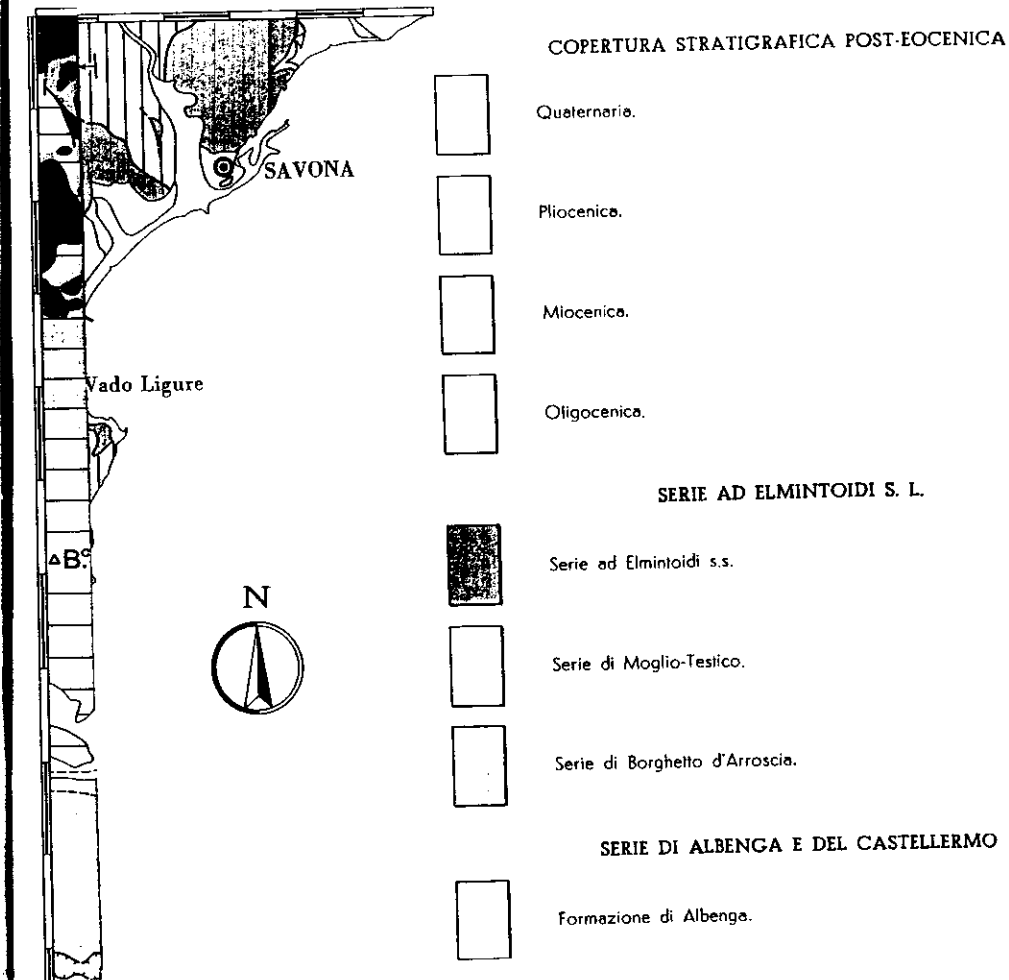 COPERTURA STRATIGRAFICA POST-EOCENICA
Quaternaria.
SAVONA
Pliocenica.
Miocenica.
Vado Ligure
Oligocenica.
SERIE AD ELMINTOIDI S. L.
Serie ad Elmintoidi s.s.
N
Serie di Moglio-Testico.
Serie di Borghetto d'Arroscia.
SERIE DI ALBENGA E DEL CASTELLERMO
Formazione di Albenga.